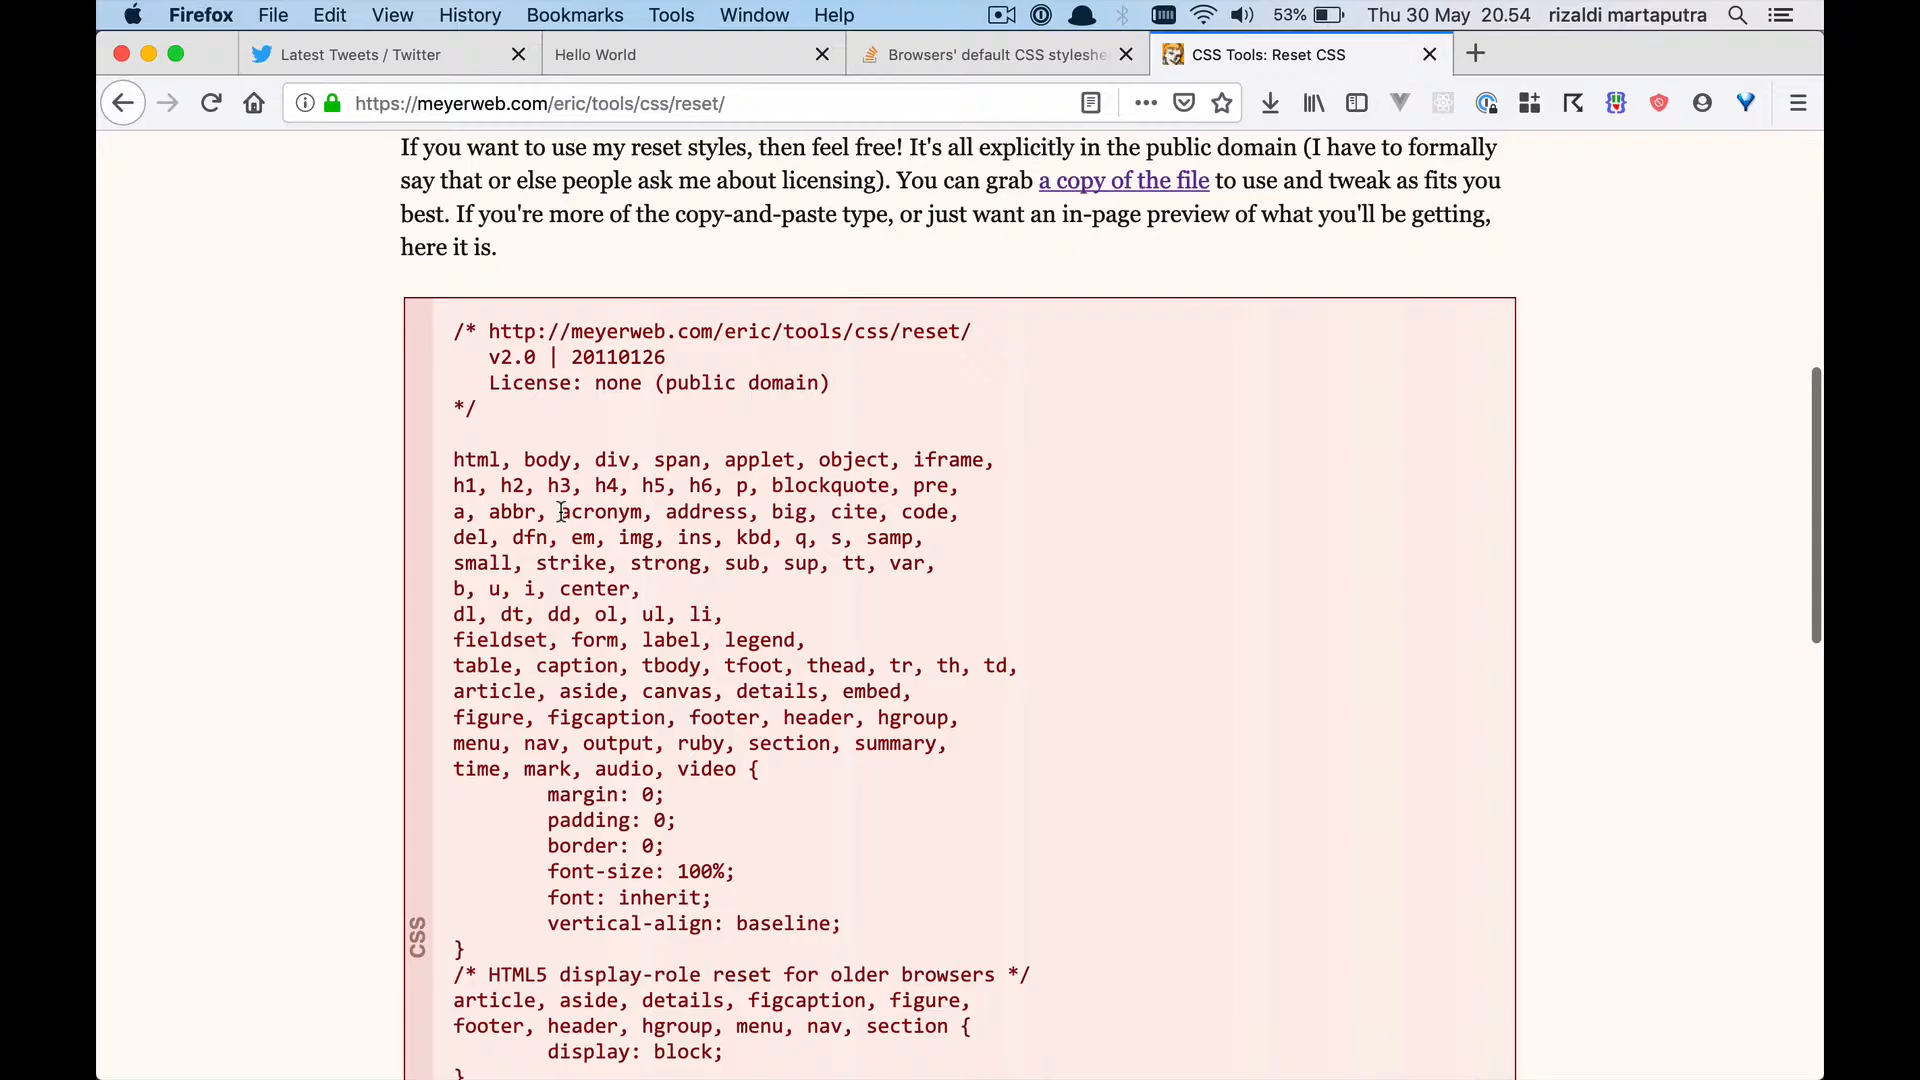 Firefox File Edit View History Bookmarks Tools Window Help 53% Thu 30 May 20.54 rizaldi martaputra
Latest Tweets / Twitter Hello World Browsers' default CSS styleshe CSS Tools: Reset CSS
https://meyerweb.com/eric/tools/css/reset/
If you want to use my reset styles, then feel free! It's all explicitly in the public domain (I have to formally
say that or else people ask me about licensing). You can grab a copy of the file to use and tweak as fits you
best. If you're more of the copy-and-paste type, or just want an in-page preview of what you'll be getting,
here it is.
/* http://meyerweb.com/eric/tools/css/reset/
v2.0 | 20110126
License: none (public domain)
*/
html, body, div, span, applet, object, iframe,
h1, h2, h3, h4, h5, h6, p, blockquote, pre,
a, abbr, acronym, address, big, cite, code,
del, dfn, em, img, ins, kbd, q, s, samp,
small, strike, strong, sub, sup, tt, var,
b, u, i, center,
dl, dt, dd, ol, ul, li,
fieldset, form, label, legend,
table, caption, tbody, tfoot, thead, tr, th, td,
article, aside, canvas, details, embed,
figure, figcaption, footer, header, hgroup,
menu, nav, output, ruby, section, summary,
time, mark, audio, video {
margin: 0;
padding: 0;
border: 0;
font-size: 100%;
font: inherit;
vertical-align: baseline;
}
/* HTML5 display-role reset for older browsers */
article, aside, details, figcaption, figure,
footer, header, hgroup, menu, nav, section {
display: block;
}
CSS